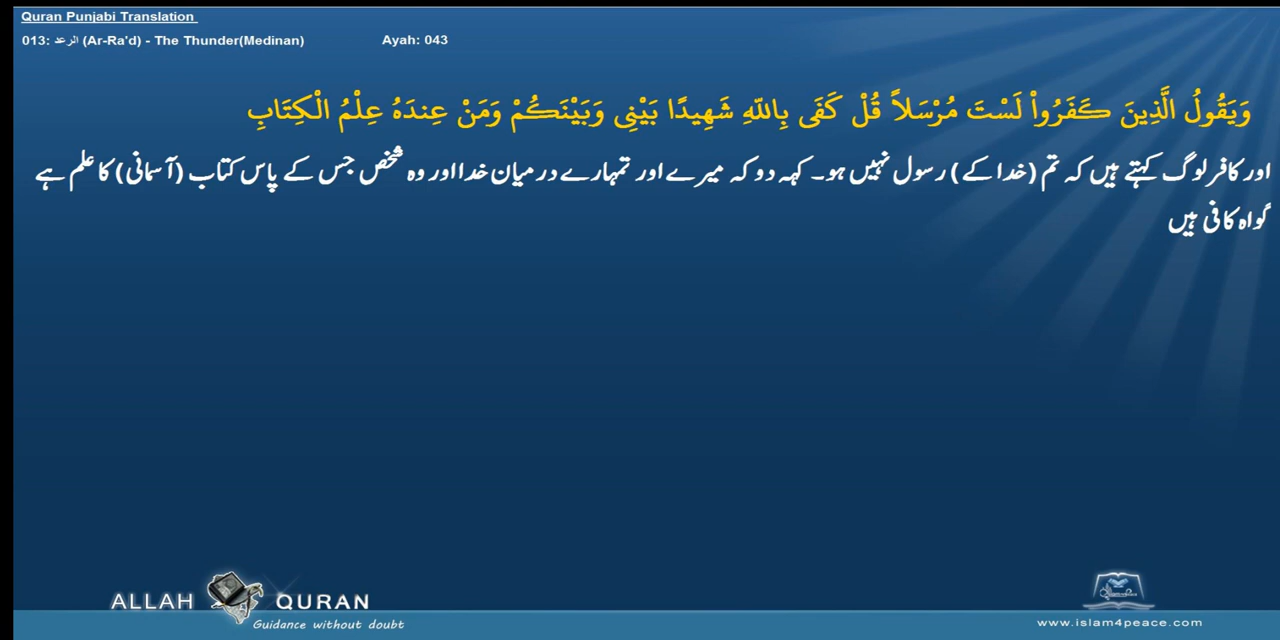 Quran Punjabi Translation
013: الرعد (Ar-Ra'd) - The Thunder(Medinan) Ayah: 043
وَيَقُولُ الَّذِينَ كَفَرُواْ لَسْتَ مُرْسَلاً قُلْ كَفَى بِاللّهِ شَهِيدًا بَيْنِي وَبَيْنَكُمْ وَمَنْ عِندَهُ عِلْمُ الْكِتَابِ
اور کافر لوگ کہتے ہیں کہ تم (خدا کے) رسول نہیں ہو۔ کہہ دو کہ میرے اور تمہارے درمیان خدا اور وہ شخص جس کے پاس کتاب (آسمانی) کا علم ہے
گواہ کافی ہیں
ALLAH QURAN
Guidance without doubt
www.islam4peace.com